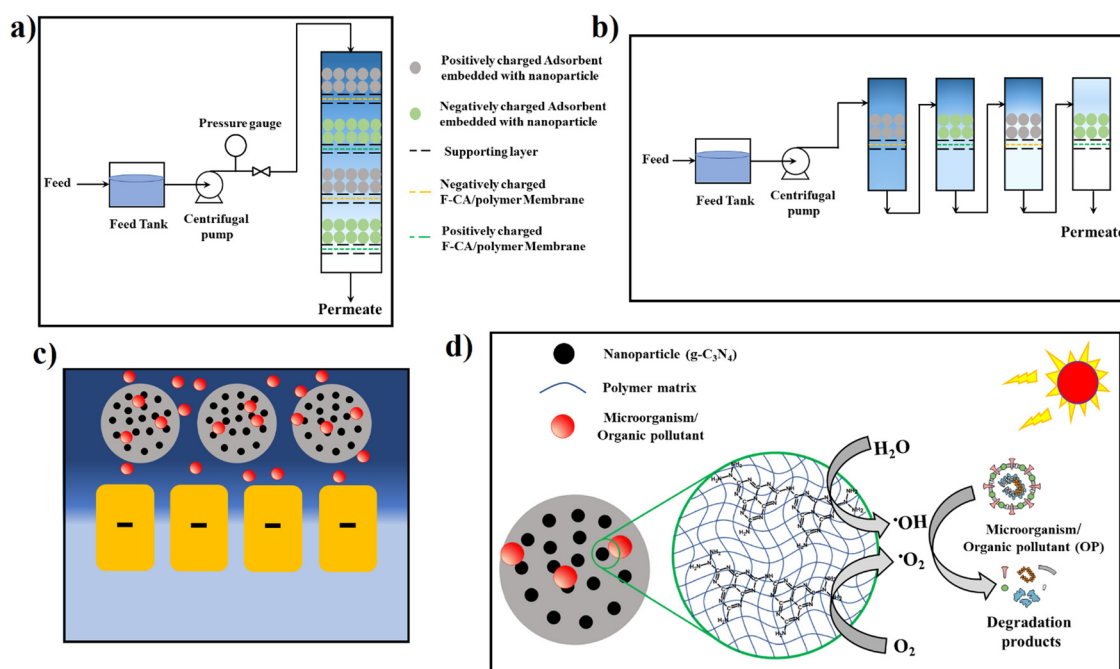 a)
Pressure gauge
Feed
Feed Tank
Centrifugal
pump
Permeate
Positively charged Adsorbent
embedded with nanoparticle
Negatively charged Adsorbent
embedded with nanoparticle
Supporting layer
Negatively charged
F-CA/polymer Membrane
Positively charged
F-CA/polymer Membrane
b)
Feed
Feed Tank
Centrifugal
pump
Permeate
c)
- - - -
d)
Nanoparticle (g-C₃N₄)
Polymer matrix
Microorganism/
Organic pollutant
H₂O
·OH
·O₂
O₂
Microorganism/
Organic pollutant (OP)
Degradation
products